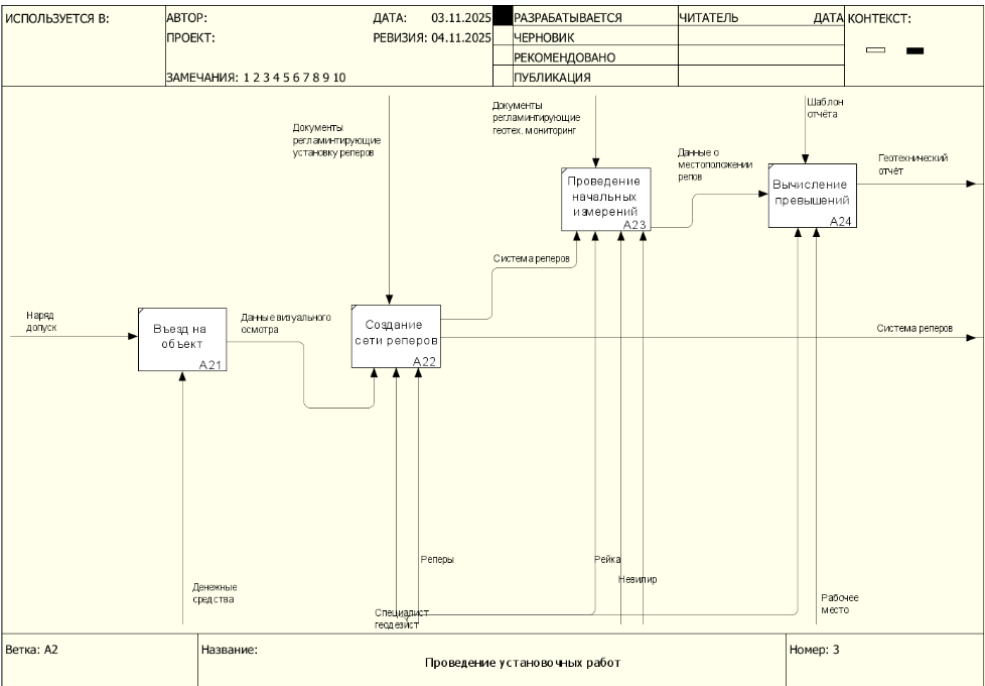 ИСПОЛЬЗУЕТСЯ В:
АВТОР:
ДАТА: 03.11.2025
РАЗРАБАТЫВАЕТСЯ
ЧИТАТЕЛЬ
ДАТА
КОНТЕКСТ:
ПРОЕКТ:
РЕВИЗИЯ: 04.11.2025
ЧЕРНОВИК
РЕКОМЕНДОВАНО
ЗАМЕЧАНИЯ: 1 2 3 4 5 6 7 8 9 10
ПУБЛИКАЦИЯ
Документы
регламинтирующие
установку реперов
Документы
регламинтирующие
геотех. мониторинг
Шаблон
отчёта
Данные о
местоположении
репов
Геотехнический
отчёт
Проведение
начальных
измерений
A23
Вычисление
превышений
A24
Система реперов
Наряд
допуск
Въезд на
объект
A21
Данные визуального
осмотра
Создание
сети реперов
A22
Система реперов
Реперы
Рейка
Невилир
Денежные
средства
Специалист
геодезист
Рабочее
место
Ветка: A2
Название:
Проведение установочных работ
Номер: 3